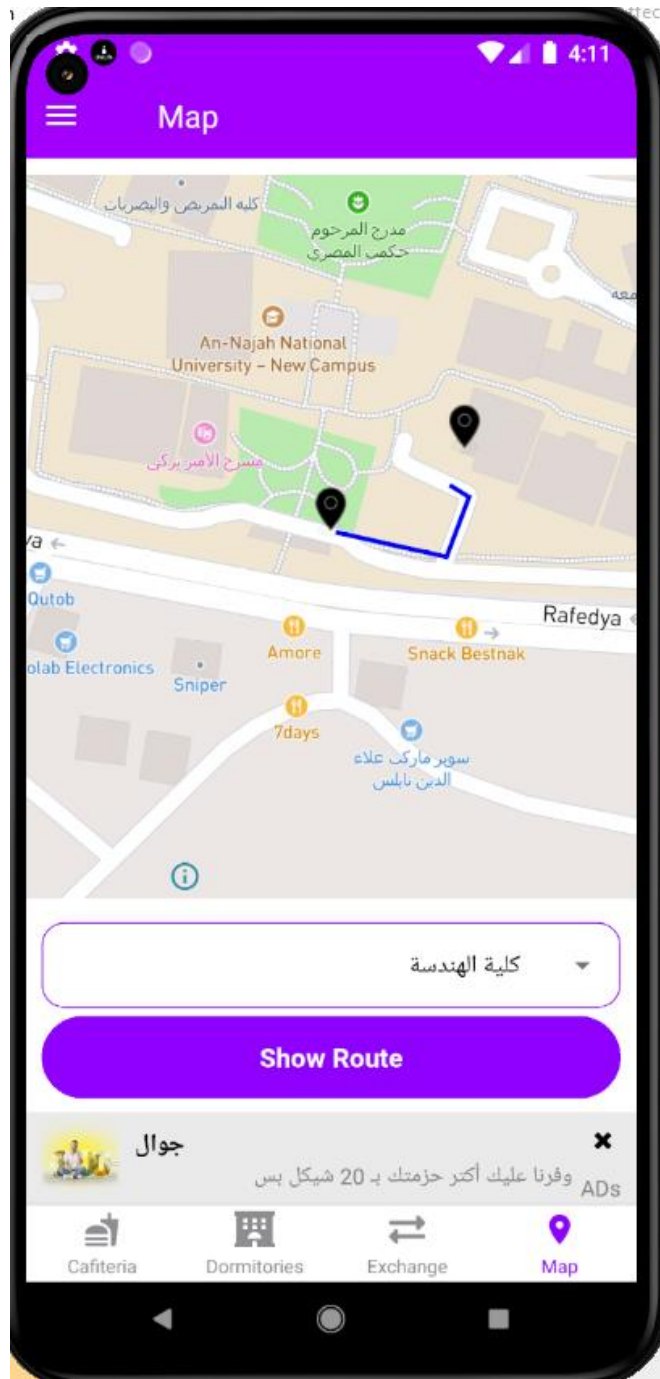 4:11
Map
كلية التمريض والبصريات
مدرج المرحوم
حكمت المصري
An-Najah National
University – New Campus
مسرح الأمير تركي
Qutob
Rafedya
Amore
Snack Bestnak
olab Electronics
Sniper
7days
سوبر ماركت علاء
الدين نابلس
كلية الهندسة
Show Route
جوال
وفرنا عليك أكتر حزمتك بـ 20 شيكل بس
ADs
Cafiteria
Dormitories
Exchange
Map